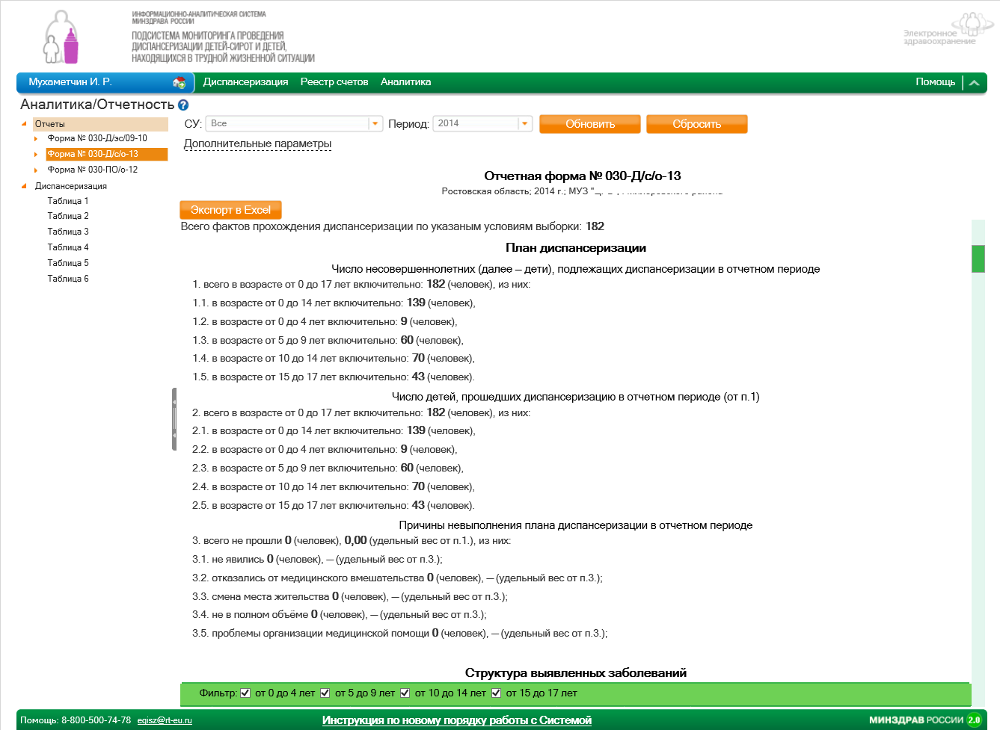 ИНФОРМАЦИОННО-АНАЛИТИЧЕСКАЯ СИСТЕМА
МИНЗДРАВА РОССИИ
ПОДСИСТЕМА МОНИТОРИНГА ПРОВЕДЕНИЯ
ДИСПАНСЕРИЗАЦИИ ДЕТЕЙ-СИРОТ И ДЕТЕЙ,
НАХОДЯЩИХСЯ В ТРУДНОЙ ЖИЗНЕННОЙ СИТУАЦИИ
Электронное
здравоохранение
Мухаметчин И. Р. Диспансеризация Реестр счетов Аналитика Помощь
Аналитика/Отчетность ?
Отчеты
Форма № 030-Д/эс/09-10
Форма № 030-Д/с/о-13
Форма № 030-ПО/о-12
Диспансеризация
Таблица 1
Таблица 2
Таблица 3
Таблица 4
Таблица 5
Таблица 6
СУ: Все Период: 2014 Обновить Сбросить
Дополнительные параметры
Отчетная форма № 030-Д/с/о-13
Ростовская область; 2014 г.; МУЗ
Экспорт в Excel
Всего фактов прохождения диспансеризации по указаным условиям выборки: 182
План диспансеризации
Число несовершеннолетних (далее – дети), подлежащих диспансеризации в отчетном периоде
1. всего в возрасте от 0 до 17 лет включительно: 182 (человек), из них:
1.1. в возрасте от 0 до 14 лет включительно: 139 (человек),
1.2. в возрасте от 0 до 4 лет включительно: 9 (человек),
1.3. в возрасте от 5 до 9 лет включительно: 60 (человек),
1.4. в возрасте от 10 до 14 лет включительно: 70 (человек),
1.5. в возрасте от 15 до 17 лет включительно: 43 (человек).
Число детей, прошедших диспансеризацию в отчетном периоде (от п.1)
2. всего в возрасте от 0 до 17 лет включительно: 182 (человек), из них:
2.1. в возрасте от 0 до 14 лет включительно: 139 (человек),
2.2. в возрасте от 0 до 4 лет включительно: 9 (человек),
2.3. в возрасте от 5 до 9 лет включительно: 60 (человек),
2.4. в возрасте от 10 до 14 лет включительно: 70 (человек),
2.5. в возрасте от 15 до 17 лет включительно: 43 (человек).
Причины невыполнения плана диспансеризации в отчетном периоде
3. всего не прошли 0 (человек), 0,00 (удельный вес от п.1.), из них:
3.1. не явились 0 (человек), – (удельный вес от п.3.);
3.2. отказались от медицинского вмешательства 0 (человек), – (удельный вес от п.3.);
3.3. смена места жительства 0 (человек), – (удельный вес от п.3.);
3.4. не в полном объёме 0 (человек), – (удельный вес от п.3.);
3.5. проблемы организации медицинской помощи 0 (человек), – (удельный вес от п.3.);
Структура выявленных заболеваний
Фильтр: от 0 до 4 лет от 5 до 9 лет от 10 до 14 лет от 15 до 17 лет
Помощь: 8-800-500-74-78 egisz@rt-eu.ru Инструкция по новому порядку работы с Системой МИНЗДРАВ РОССИИ 2.0